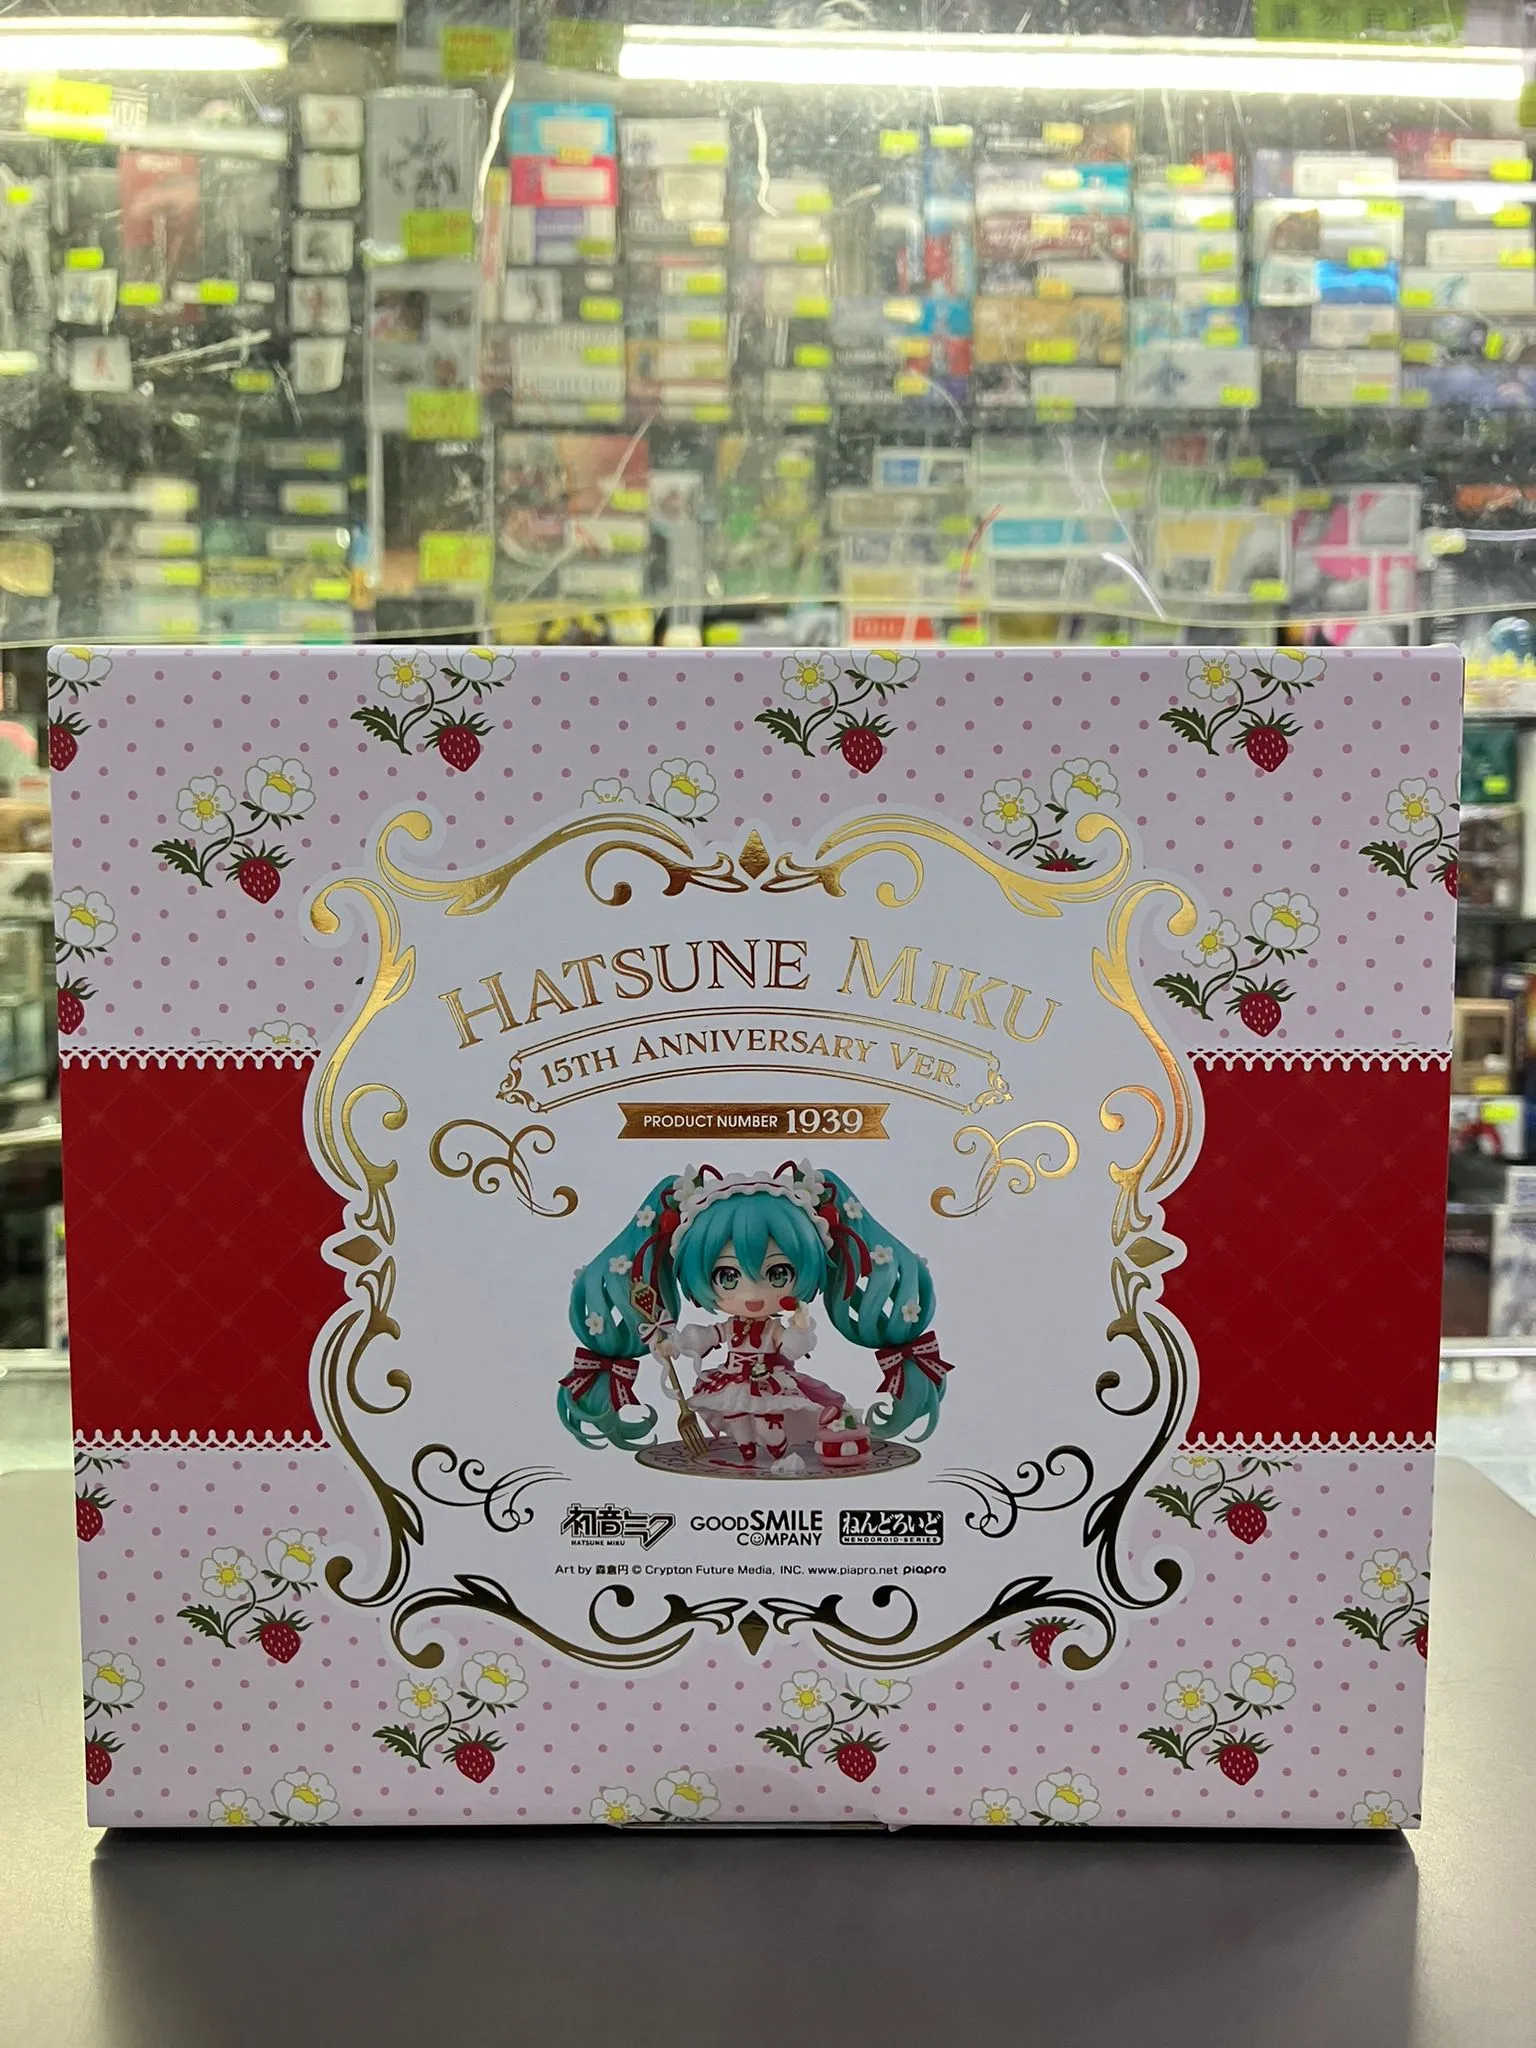 HATSUNE MIKU
15TH ANNIVERSARY VER.
PRODUCT NUMBER 1939
初音ミク
HATSUNE MIKU
GOOD SMILE
COMPANY
ねんどろいど
NENDOROID-SERIES
Art by 森倉円 © Crypton Future Media, INC. www.piapro.net piapro